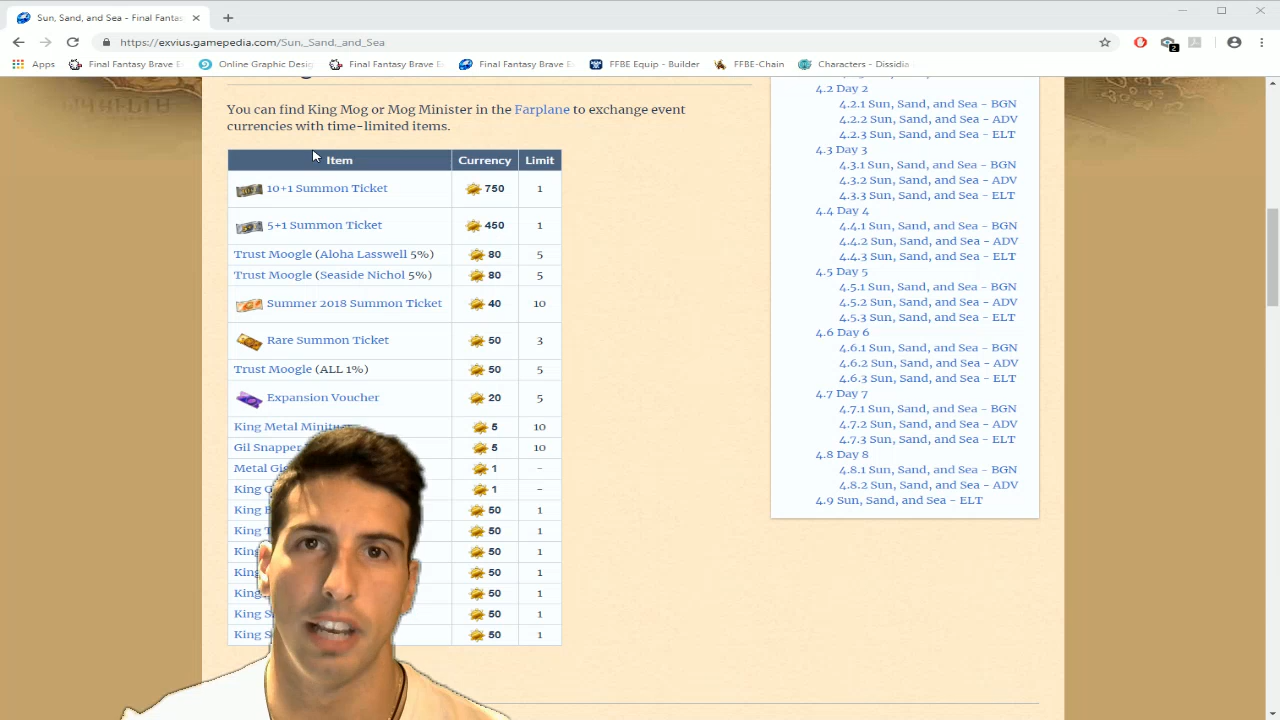 Sun, Sand, and Sea - Final Fantas
https://exvius.gamepedia.com/Sun,_Sand,_and_Sea
2
Apps Final Fantasy Brave E Online Graphic Desig Final Fantasy Brave E Final Fantasy Brave E FFBE Equip - Builder FFBE-Chain Characters - Dissidia
You can find King Mog or Mog Minister in the Farplane to exchange event
currencies with time-limited items.
Item Currency Limit
10+1 Summon Ticket 750 1
5+1 Summon Ticket 450 1
Trust Moogle (Aloha Lasswell 5%) 80 5
Trust Moogle (Seaside Nichol 5%) 80 5
Summer 2018 Summon Ticket 40 10
Rare Summon Ticket 50 3
Trust Moogle (ALL 1%) 50 5
Expansion Voucher 20 5
King Metal 5 10
Gil Snapper 5 10
Metal 1 -
King 1 -
King 50 1
King 50 1
King 50 1
King 50 1
King 50 1
King 50 1
King 50 1
4.2 Day 2
4.2.1 Sun, Sand, and Sea - BGN
4.2.2 Sun, Sand, and Sea - ADV
4.2.3 Sun, Sand, and Sea - ELT
4.3 Day 3
4.3.1 Sun, Sand, and Sea - BGN
4.3.2 Sun, Sand, and Sea - ADV
4.3.3 Sun, Sand, and Sea - ELT
4.4 Day 4
4.4.1 Sun, Sand, and Sea - BGN
4.4.2 Sun, Sand, and Sea - ADV
4.4.3 Sun, Sand, and Sea - ELT
4.5 Day 5
4.5.1 Sun, Sand, and Sea - BGN
4.5.2 Sun, Sand, and Sea - ADV
4.5.3 Sun, Sand, and Sea - ELT
4.6 Day 6
4.6.1 Sun, Sand, and Sea - BGN
4.6.2 Sun, Sand, and Sea - ADV
4.6.3 Sun, Sand, and Sea - ELT
4.7 Day 7
4.7.1 Sun, Sand, and Sea - BGN
4.7.2 Sun, Sand, and Sea - ADV
4.7.3 Sun, Sand, and Sea - ELT
4.8 Day 8
4.8.1 Sun, Sand, and Sea - BGN
4.8.2 Sun, Sand, and Sea - ADV
4.9 Sun, Sand, and Sea - ELT